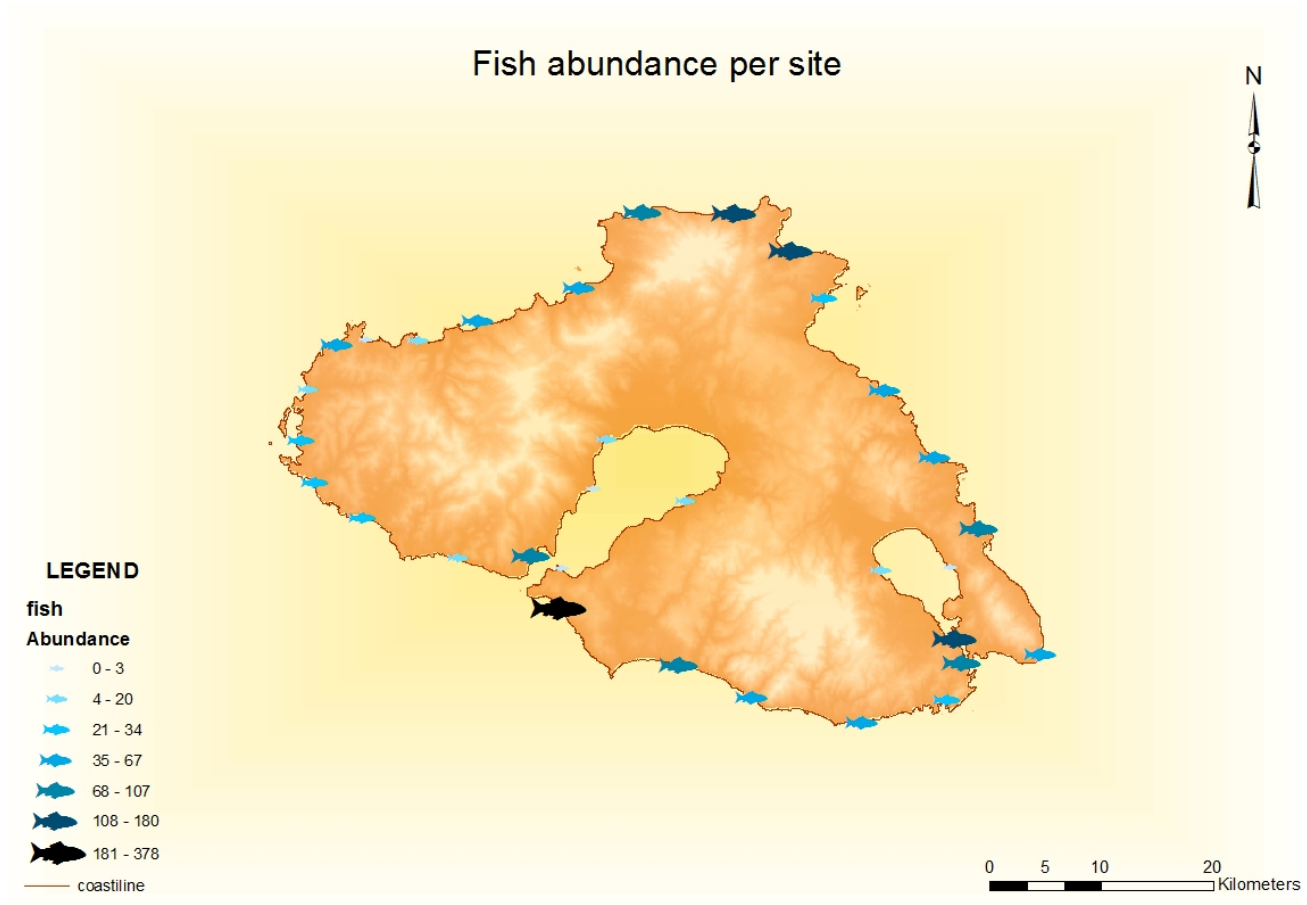 Fish abundance per site
N
LEGEND
fish
Abundance
0 - 3
4 - 20
21 - 34
35 - 67
68 - 107
108 - 180
181 - 378
coastiline
0 5 10 20
Kilometers